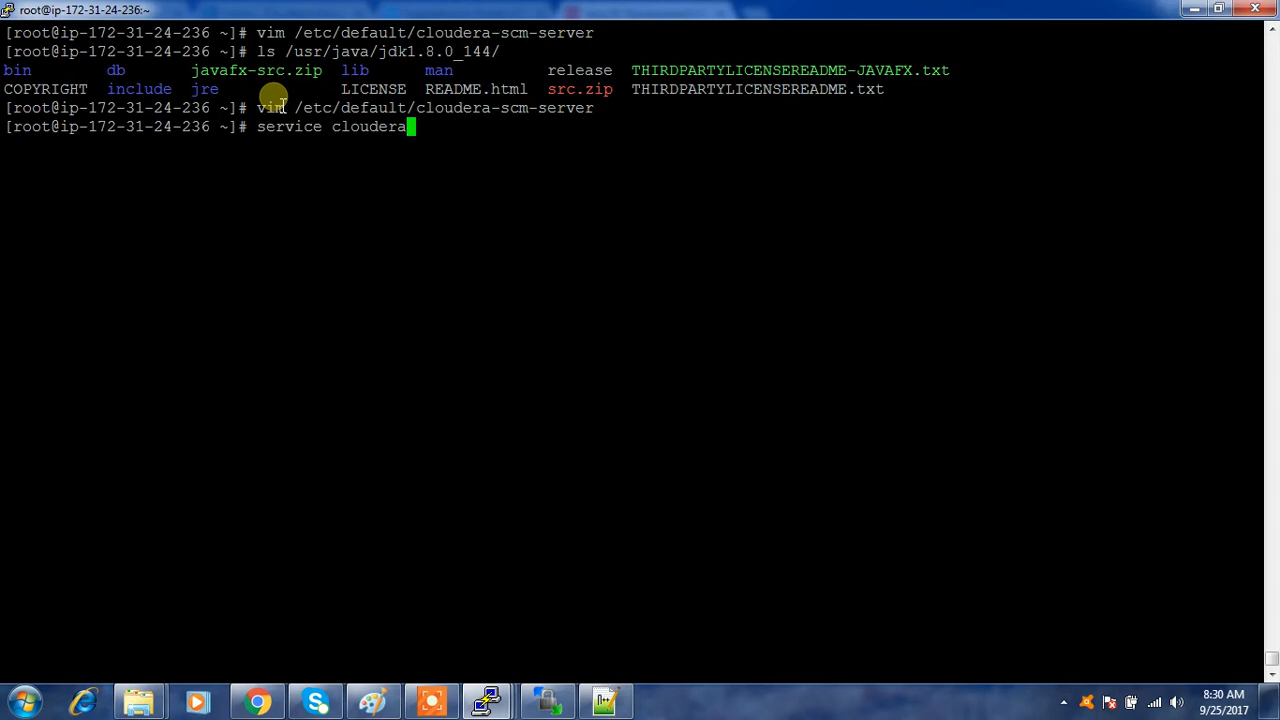 root@ip-172-31-24-236:~
[root@ip-172-31-24-236 ~]# vim /etc/default/cloudera-scm-server
[root@ip-172-31-24-236 ~]# ls /usr/java/jdk1.8.0_144/
bin db javafx-src.zip lib man release THIRDPARTYLICENSEREADME-JAVAFX.txt
COPYRIGHT include jre LICENSE README.html src.zip THIRDPARTYLICENSEREADME.txt
[root@ip-172-31-24-236 ~]# vim /etc/default/cloudera-scm-server
[root@ip-172-31-24-236 ~]# service cloudera
8:30 AM
9/25/2017